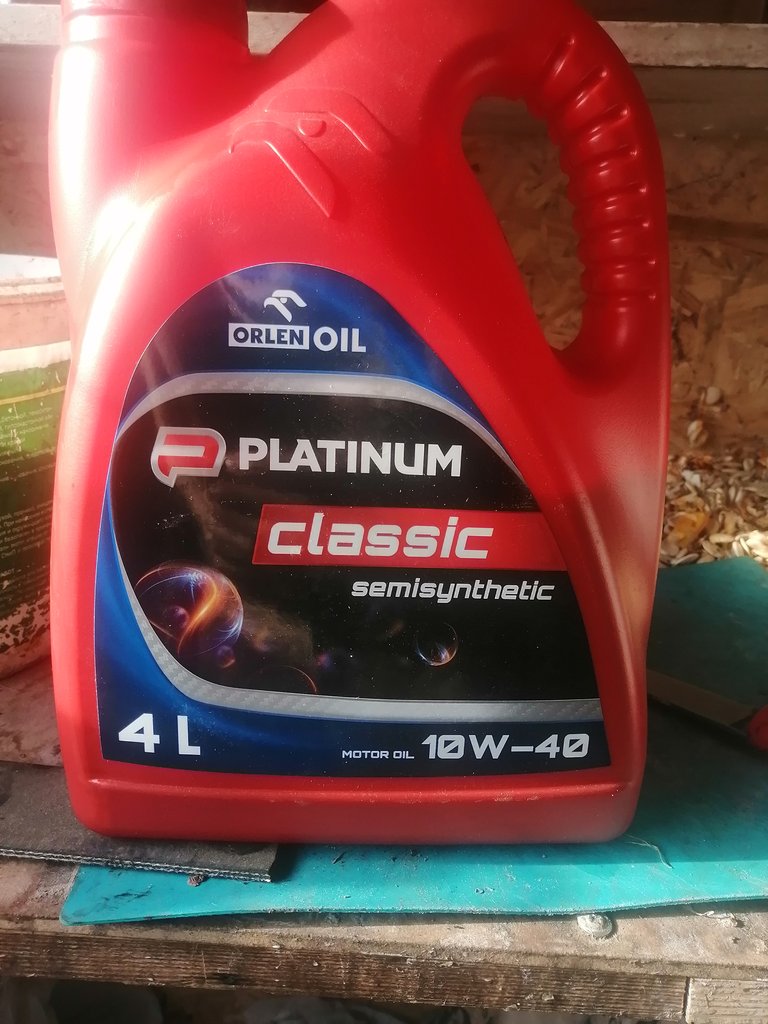 ORLEN OIL
PLATINUM
classic
semisynthetic
4 L
MOTOR OIL 10W-40